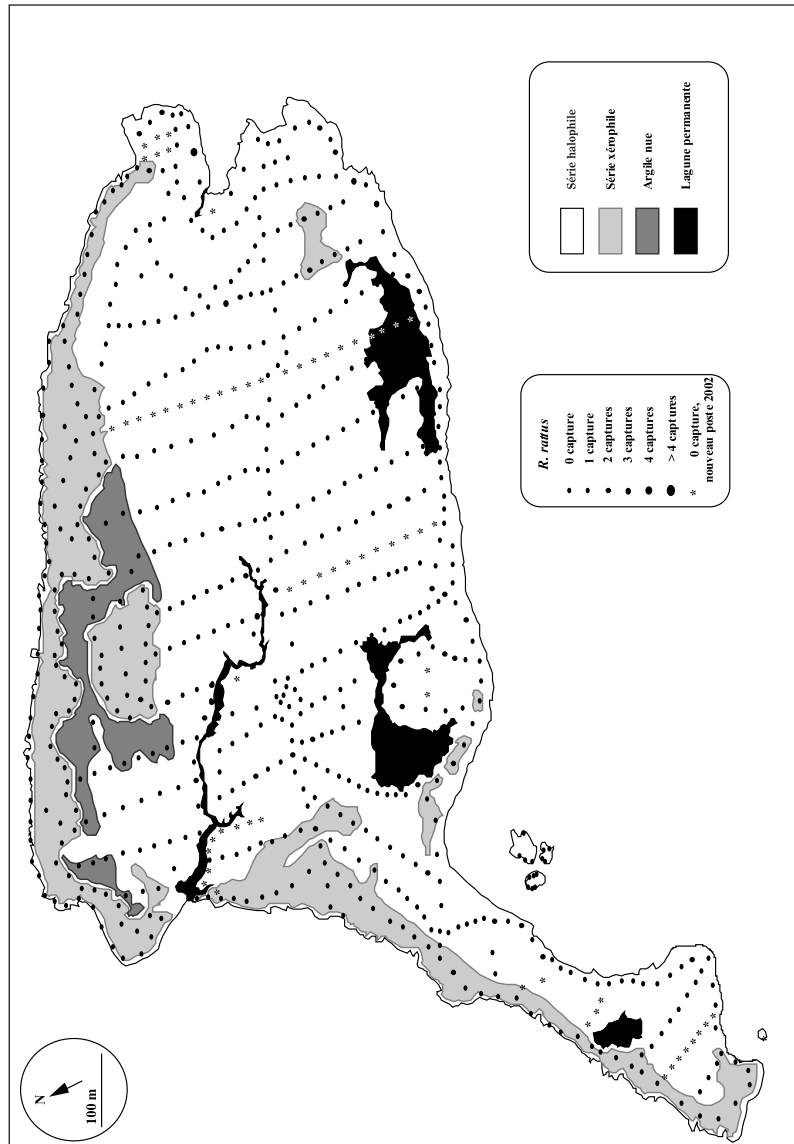 Série halophile
Série xérophile
Argile nue
Lagune permanente
R. rattus
0 capture
1 capture
2 captures
3 captures
4 captures
> 4 captures
* 0 capture,
nouveau poste 2002
N
100 m